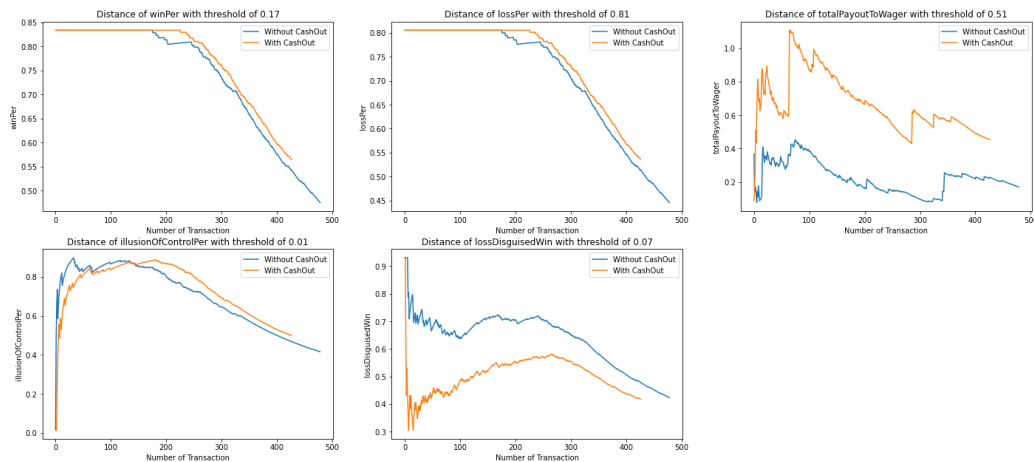 Distance of winPer with threshold of 0.17
winPer
0.85
0.80
0.75
0.70
0.65
0.60
0.55
0.50
Without CashOut
With CashOut
0 100 200 300 400 500
Number of Transaction
Distance of lossPer with threshold of 0.81
lossPer
0.80
0.75
0.70
0.65
0.60
0.55
0.50
0.45
Without CashOut
With CashOut
0 100 200 300 400 500
Number of Transaction
Distance of totalPayoutToWager with threshold of 0.51
totalPayoutToWager
1.0
0.8
0.6
0.4
0.2
Without CashOut
With CashOut
0 100 200 300 400 500
Number of Transaction
Distance of illusionOfControlPer with threshold of 0.01
illusionOfControlPer
0.8
0.6
0.4
0.2
0.0
Without CashOut
With CashOut
0 100 200 300 400 500
Number of Transaction
Distance of lossDisguisedWin with threshold of 0.07
lossDisguisedWin
0.9
0.8
0.7
0.6
0.5
0.4
0.3
Without CashOut
With CashOut
0 100 200 300 400 500
Number of Transaction